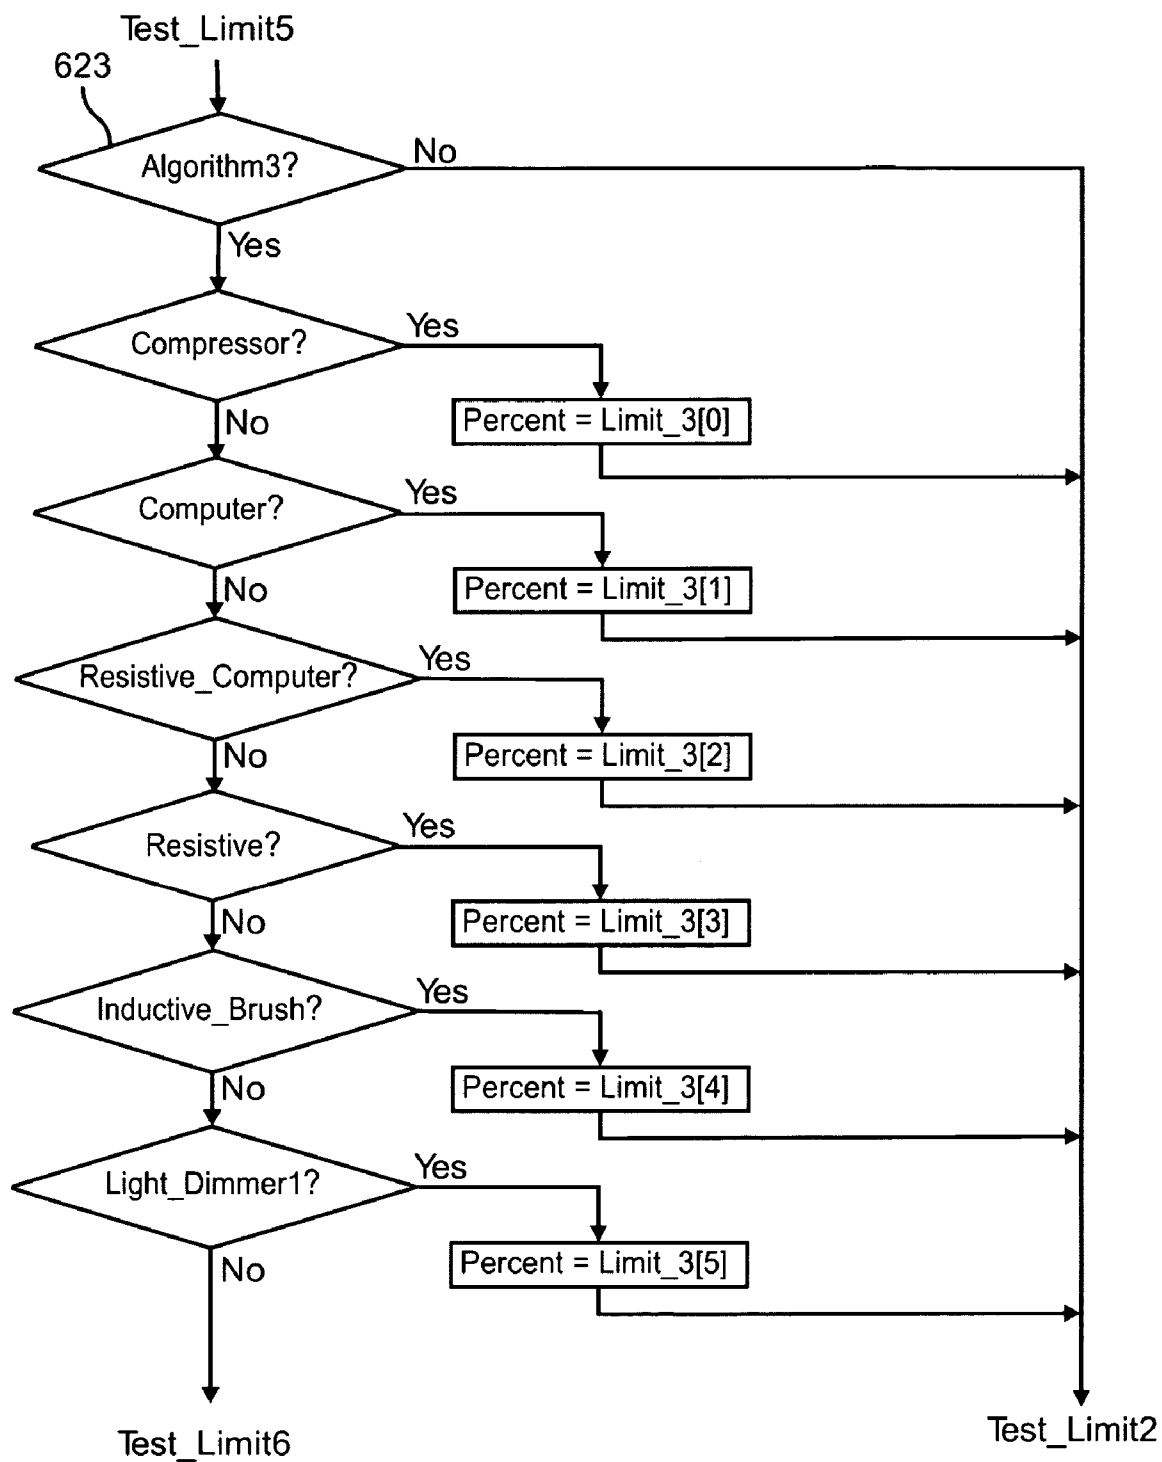 Test_Limit5
623
Algorithm3?
No
Yes
Compressor?
Yes
No
Percent = Limit_3[0]
Computer?
Yes
No
Percent = Limit_3[1]
Resistive_Computer?
Yes
No
Percent = Limit_3[2]
Resistive?
Yes
No
Percent = Limit_3[3]
Inductive_Brush?
Yes
No
Percent = Limit_3[4]
Light_Dimmer1?
Yes
No
Percent = Limit_3[5]
Test_Limit6
Test_Limit2